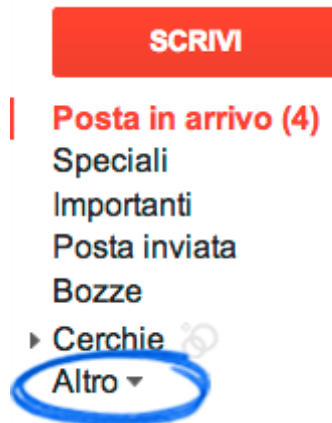 SCRIVI
Posta in arrivo (4)
Speciali
Importanti
Posta inviata
Bozze
Cerchie
Altro